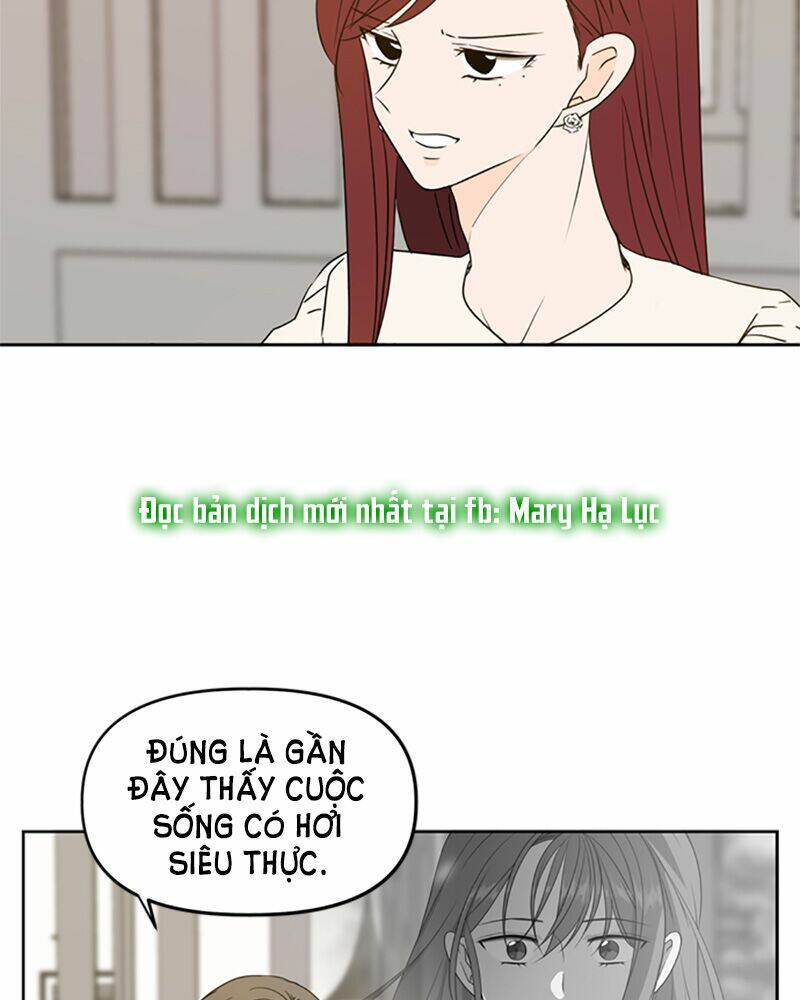 Đọc bản dịch mới nhất tại fb: Mary Hạ Lục
ĐÚNG LÀ GẦN
ĐÂY THẤY CUỘC
SỐNG CÓ HƠI
SIÊU THỰC.